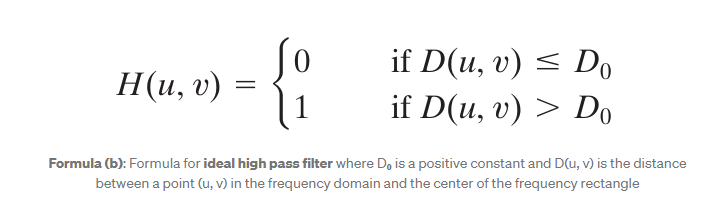 H(u, v) = { 0 if D(u, v) ≤ D₀
1 if D(u, v) > D₀
Formula (b): Formula for ideal high pass filter where D₀ is a positive constant and D(u, v) is the distance
between a point (u, v) in the frequency domain and the center of the frequency rectangle